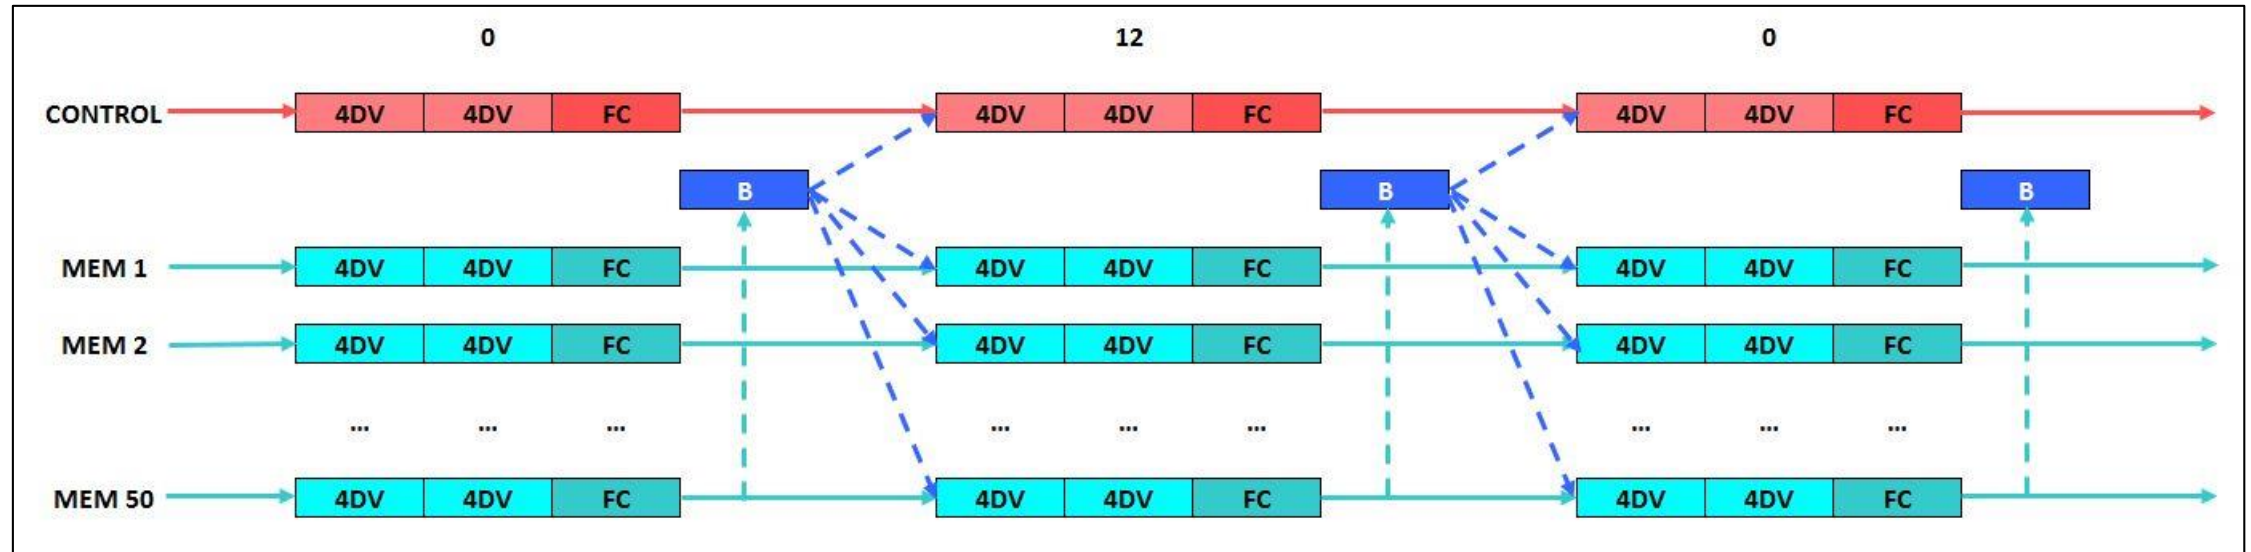 0 12 0
CONTROL 4DV 4DV FC 4DV 4DV FC 4DV 4DV FC
B B B
MEM 1 4DV 4DV FC 4DV 4DV FC 4DV 4DV FC
MEM 2 4DV 4DV FC 4DV 4DV FC 4DV 4DV FC
... ... ... ... ... ... ... ... ...
MEM 50 4DV 4DV FC 4DV 4DV FC 4DV 4DV FC